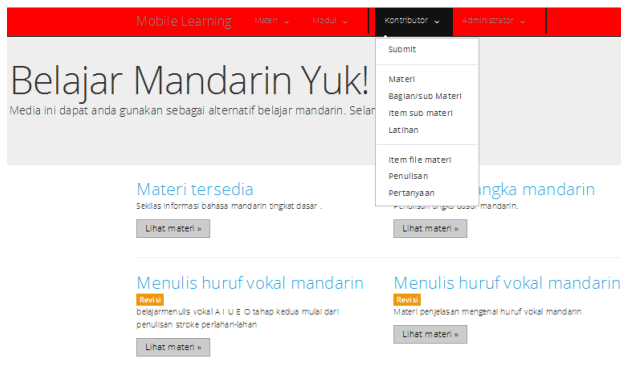 Mobile Learning Materi Modul Kontributor Administrator
Submit
Materi
Bagian/sub Materi
Item sub materi
Latihan
Item file materi
Penulisan
Pertanyaan
Belajar Mandarin Yuk!
Media ini dapat anda gunakan sebagai alternatif belajar mandarin. Selar
Materi tersedia
Sekilas informasi bahasa mandarin tingkat dasar .
Lihat materi »
angka mandarin
Penulisan angka dasar mandarin.
Lihat materi »
Menulis huruf vokal mandarin
Revisi
belajarmenulis vokal A I U E O tahap kedua mulai dari
penulisan stroke perlahan-lahan
Lihat materi »
Menulis huruf vokal mandarin
Revisi
Materi penjelasan mengenai huruf vokal mandarin
Lihat materi »